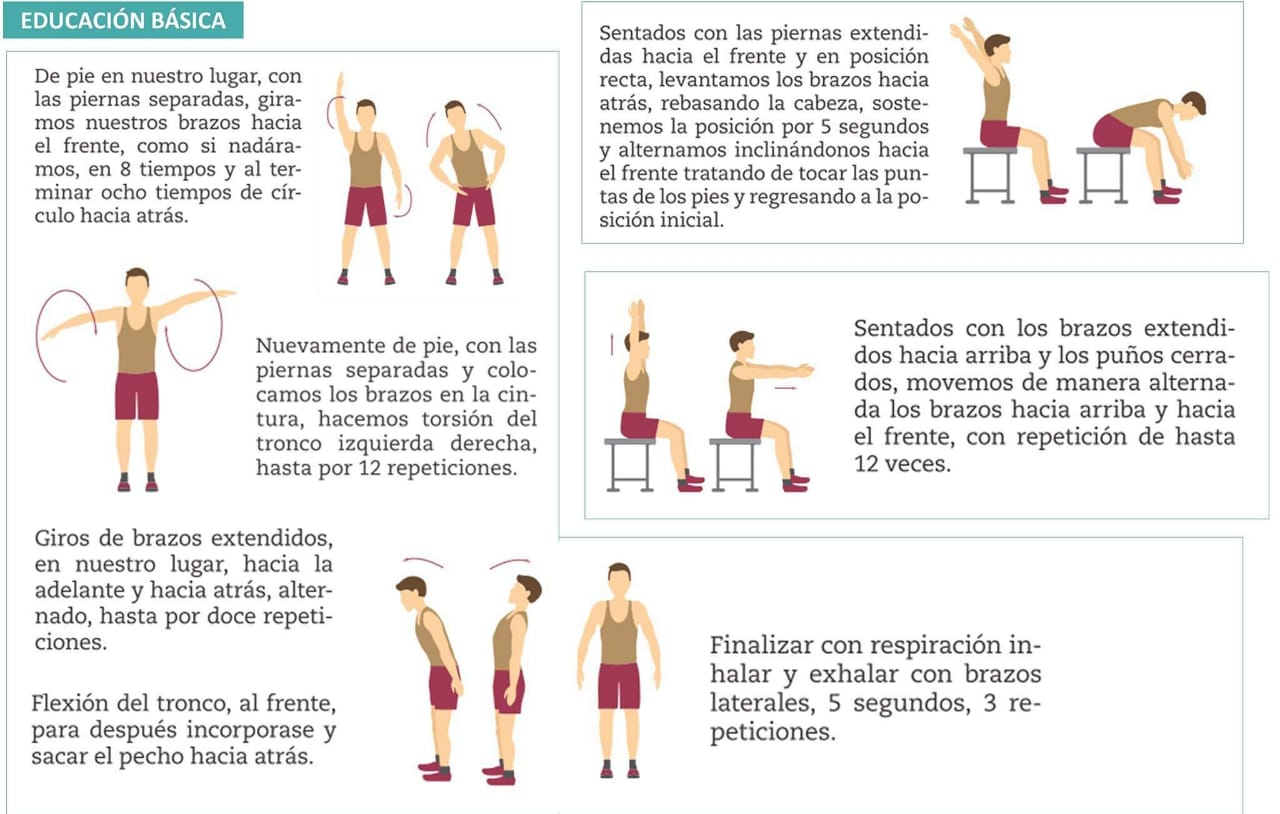 EDUCACIÓN BÁSICA
De pie en nuestro lugar, con
las piernas separadas, gira-
mos nuestros brazos hacia
el frente, como si nadára-
mos, en 8 tiempos y al ter-
minar ocho tiempos de cír-
culo hacia atrás.
Nuevamente de pie, con las
piernas separadas y colo-
camos los brazos en la cin-
tura, hacemos torsión del
tronco izquierda derecha,
hasta por 12 repeticiones.
Giros de brazos extendidos,
en nuestro lugar, hacia la
adelante y hacia atrás, alter-
nado, hasta por doce repeti-
ciones.
Flexión del tronco, al frente,
para después incorporase y
sacar el pecho hacia atrás.
Sentados con las piernas extendi-
das hacia el frente y en posición
recta, levantamos los brazos hacia
atrás, rebasando la cabeza, soste-
nemos la posición por 5 segundos
y alternamos inclinándonos hacia
el frente tratando de tocar las pun-
tas de los pies y regresando a la po-
sición inicial.
Sentados con los brazos extendi-
dos hacia arriba y los puños cerra-
dos, movemos de manera alterna-
da los brazos hacia arriba y hacia
el frente, con repetición de hasta
12 veces.
Finalizar con respiración in-
halar y exhalar con brazos
laterales, 5 segundos, 3 re-
peticiones.